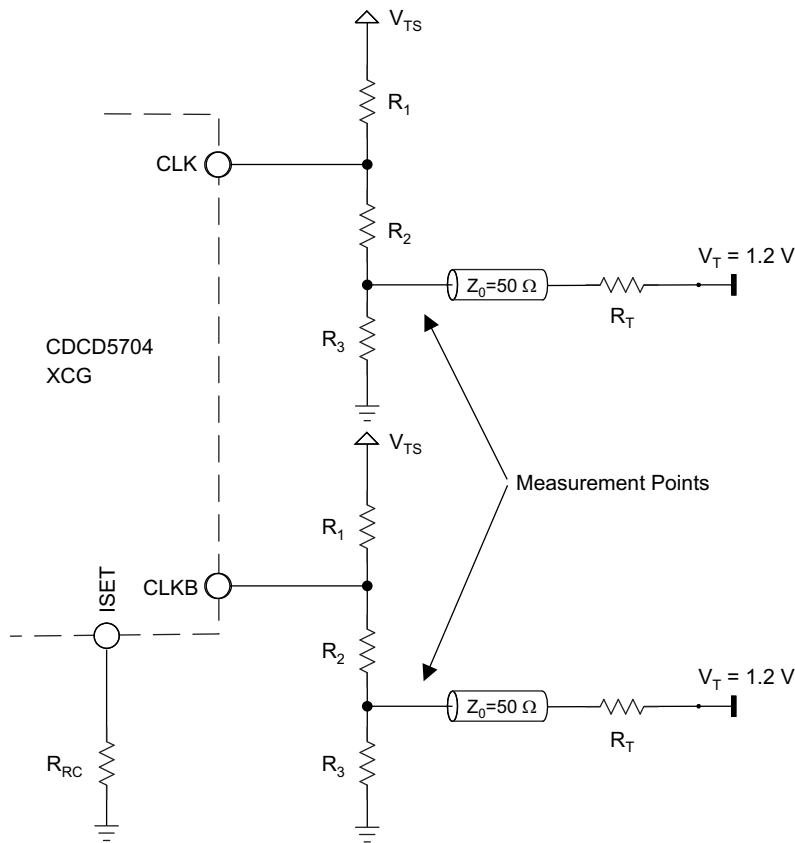 V_TS
R_1
CLK
R_2
V_T = 1.2 V
Z_0=50 Ω
R_T
R_3
CDCD5704
XCG
V_TS
Measurement Points
R_1
ISET
CLKB
R_2
V_T = 1.2 V
Z_0=50 Ω
R_T
R_3
R_RC